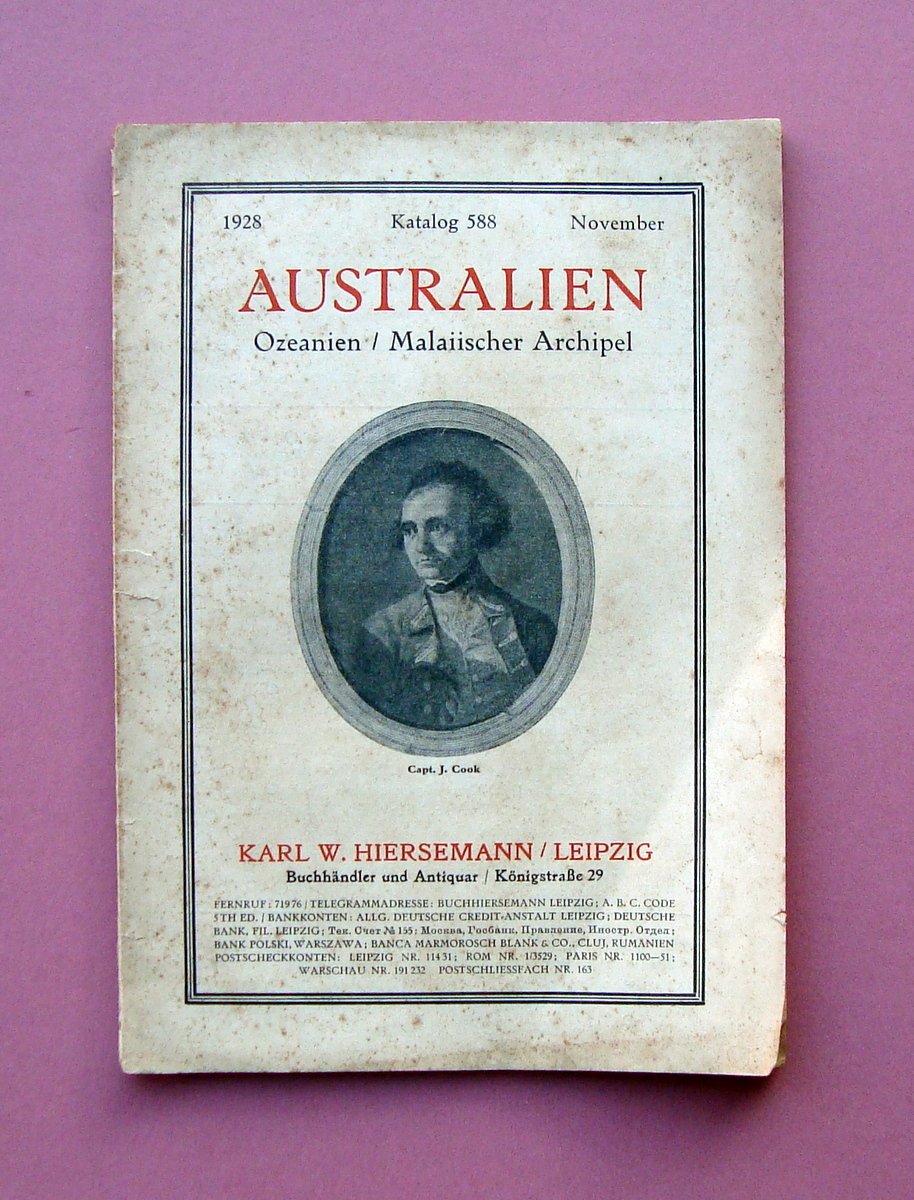 1928 Katalog 588 November
AUSTRALIEN
Ozeanien / Malaiischer Archipel
Capt. J. Cook
KARL W. HIERSEMANN / LEIPZIG
Buchhändler und Antiquar / Königstraße 29
FERNRUF: 71976 / TELEGRAMMADRESSE: BUCHHIERSEMANN LEIPZIG; A. B. C. CODE
5TH ED. / BANKKONTEN: ALLG. DEUTSCHE CREDIT-ANSTALT LEIPZIG; DEUTSCHE
BANK, FIL. LEIPZIG; Тек. Счет № 155: Москва, Госбанк, Правление, Иностр. Отдел;
BANK POLSKI, WARSZAWA; BANCA MARMOROSCH BLANK & CO., CLUJ, RUMÄNIEN
POSTSCHECKKONTEN: LEIPZIG NR. 11431; ROM NR. 1/3529; PARIS NR. 1100—51;
WARSCHAU NR. 191232 POSTSCHLIESSFACH NR. 163